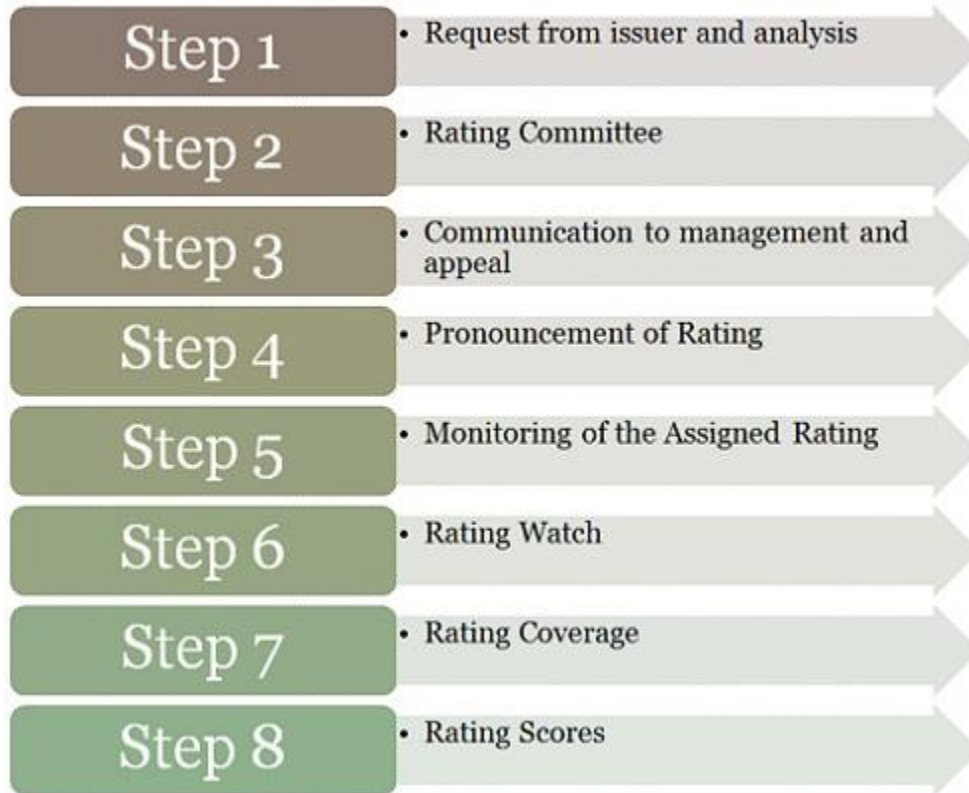 Step 1
• Request from issuer and analysis
Step 2
• Rating Committee
Step 3
• Communication to management and
appeal
Step 4
• Pronouncement of Rating
Step 5
• Monitoring of the Assigned Rating
Step 6
• Rating Watch
Step 7
• Rating Coverage
Step 8
• Rating Scores